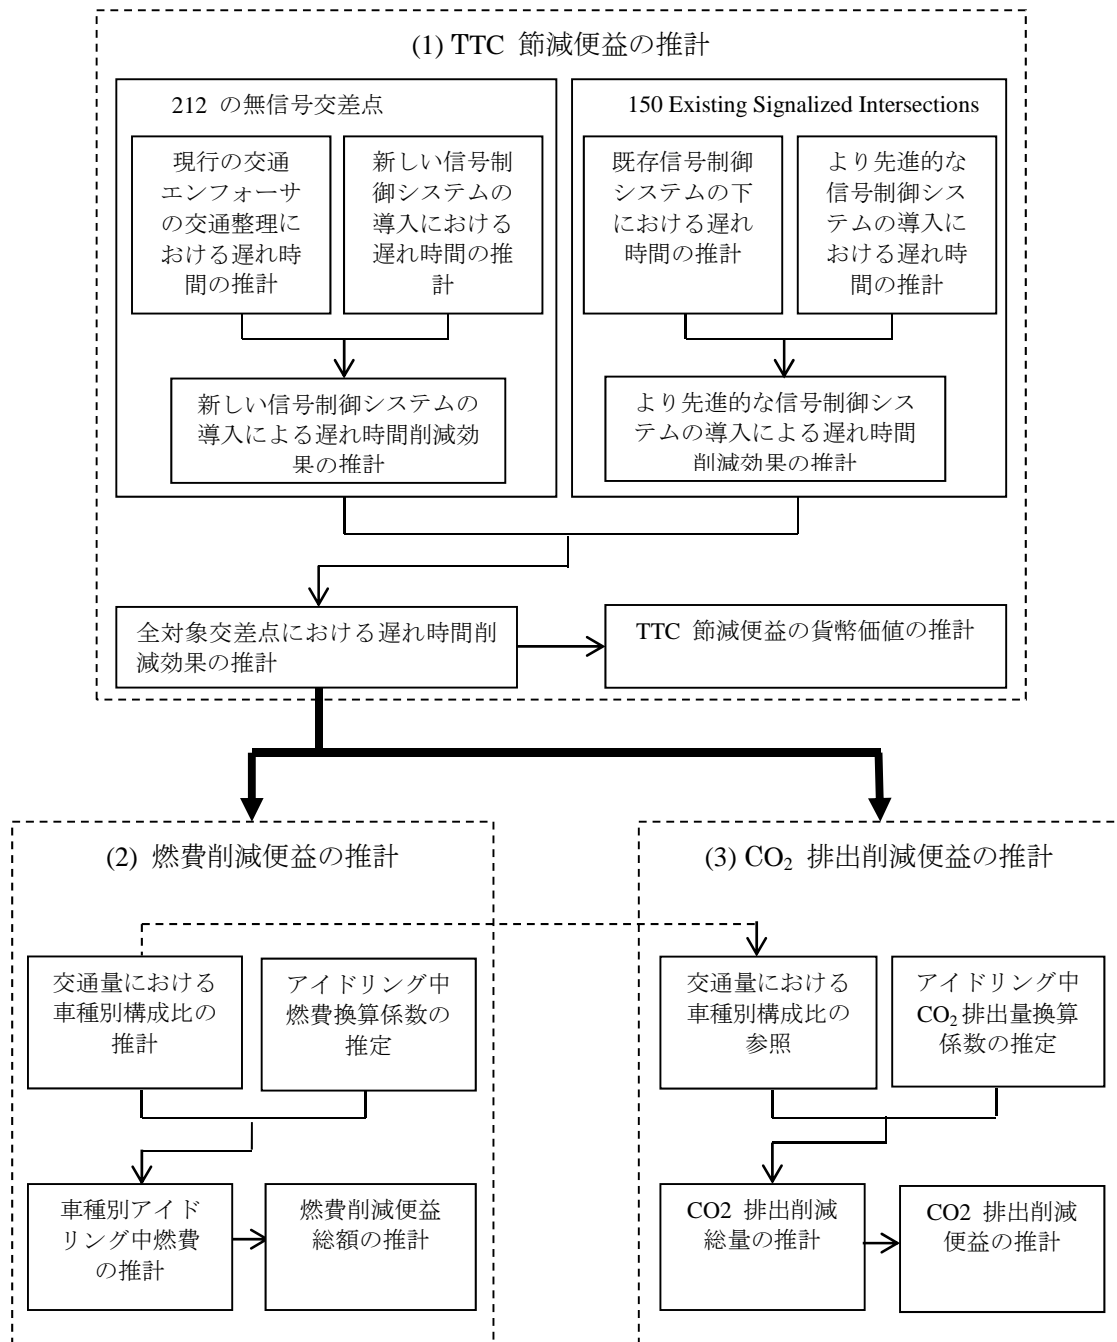 (1) TTC 節減便益の推計
212 の無信号交差点
現行の交通
エンフォーサ
の交通整理に
おける遅れ時
間の推計
新しい信号制
御システムの
導入における
遅れ時間の推
計
新しい信号制御システムの
導入による遅れ時間削減効
果の推計
150 Existing Signalized Intersections
既存信号制御
システムの下
における遅れ
時間の推計
より先進的な
信号制御シス
テムの導入に
おける遅れ時
間の推計
より先進的な信号制御シス
テムの導入による遅れ時間
削減効果の推計
全対象交差点における遅れ時間削
減効果の推計
TTC 節減便益の貨幣価値の推計
(2) 燃費削減便益の推計
交通量における
車種別構成比の
推計
アイドリング中
燃費換算係数の
推定
車種別アイド
リング中燃費
の推計
燃費削減便益
総額の推計
(3) CO₂ 排出削減便益の推計
交通量における
車種別構成比の
参照
アイドリング中
CO₂排出量換算
係数の推定
CO2 排出削減
総量の推計
CO2 排出削減
便益の推計